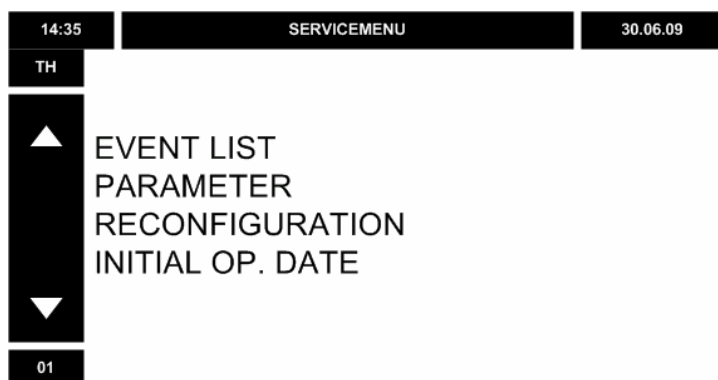 14:35 SERVICEMENU 30.06.09
TH
EVENT LIST
PARAMETER
RECONFIGURATION
INITIAL OP. DATE
01